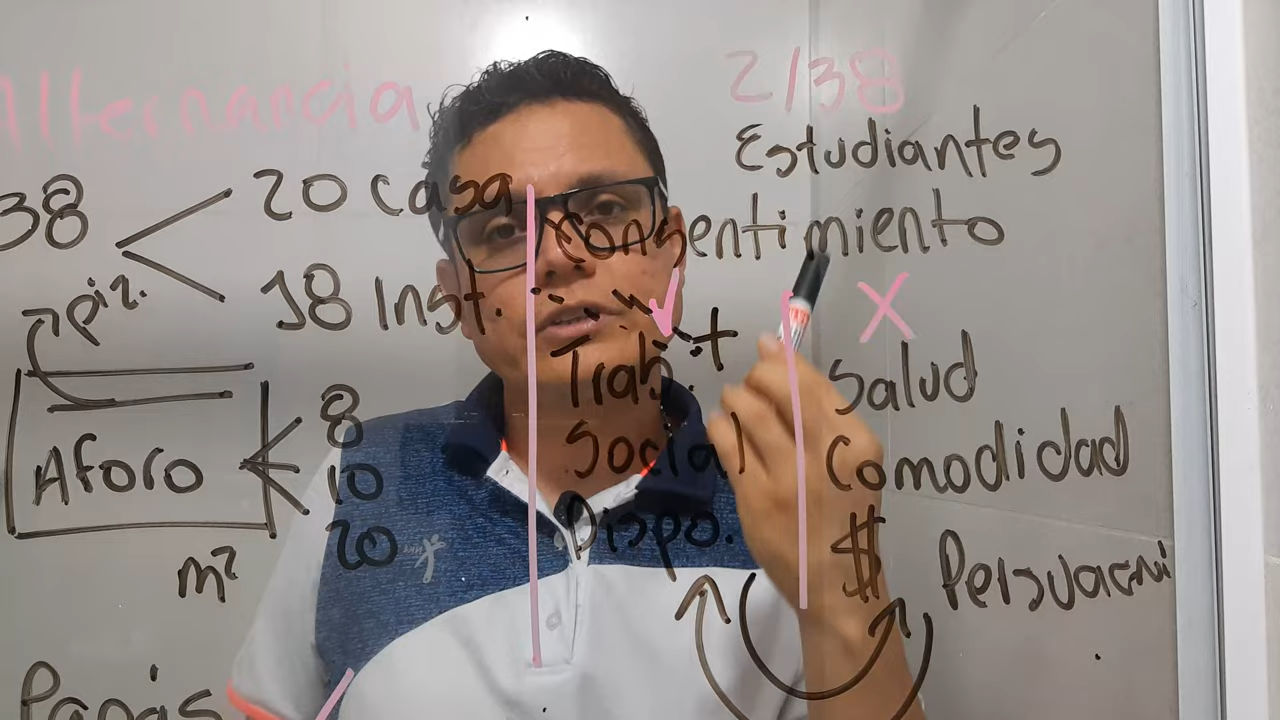 Alternancia
38
20 casa
18 Inst.
piz.
Aforo
8
10
20
m²
Papás
2/38
Estudiantes
consentimiento
✓
X
Trab. +
Social
Dispo.
Salud
Comodidad
$